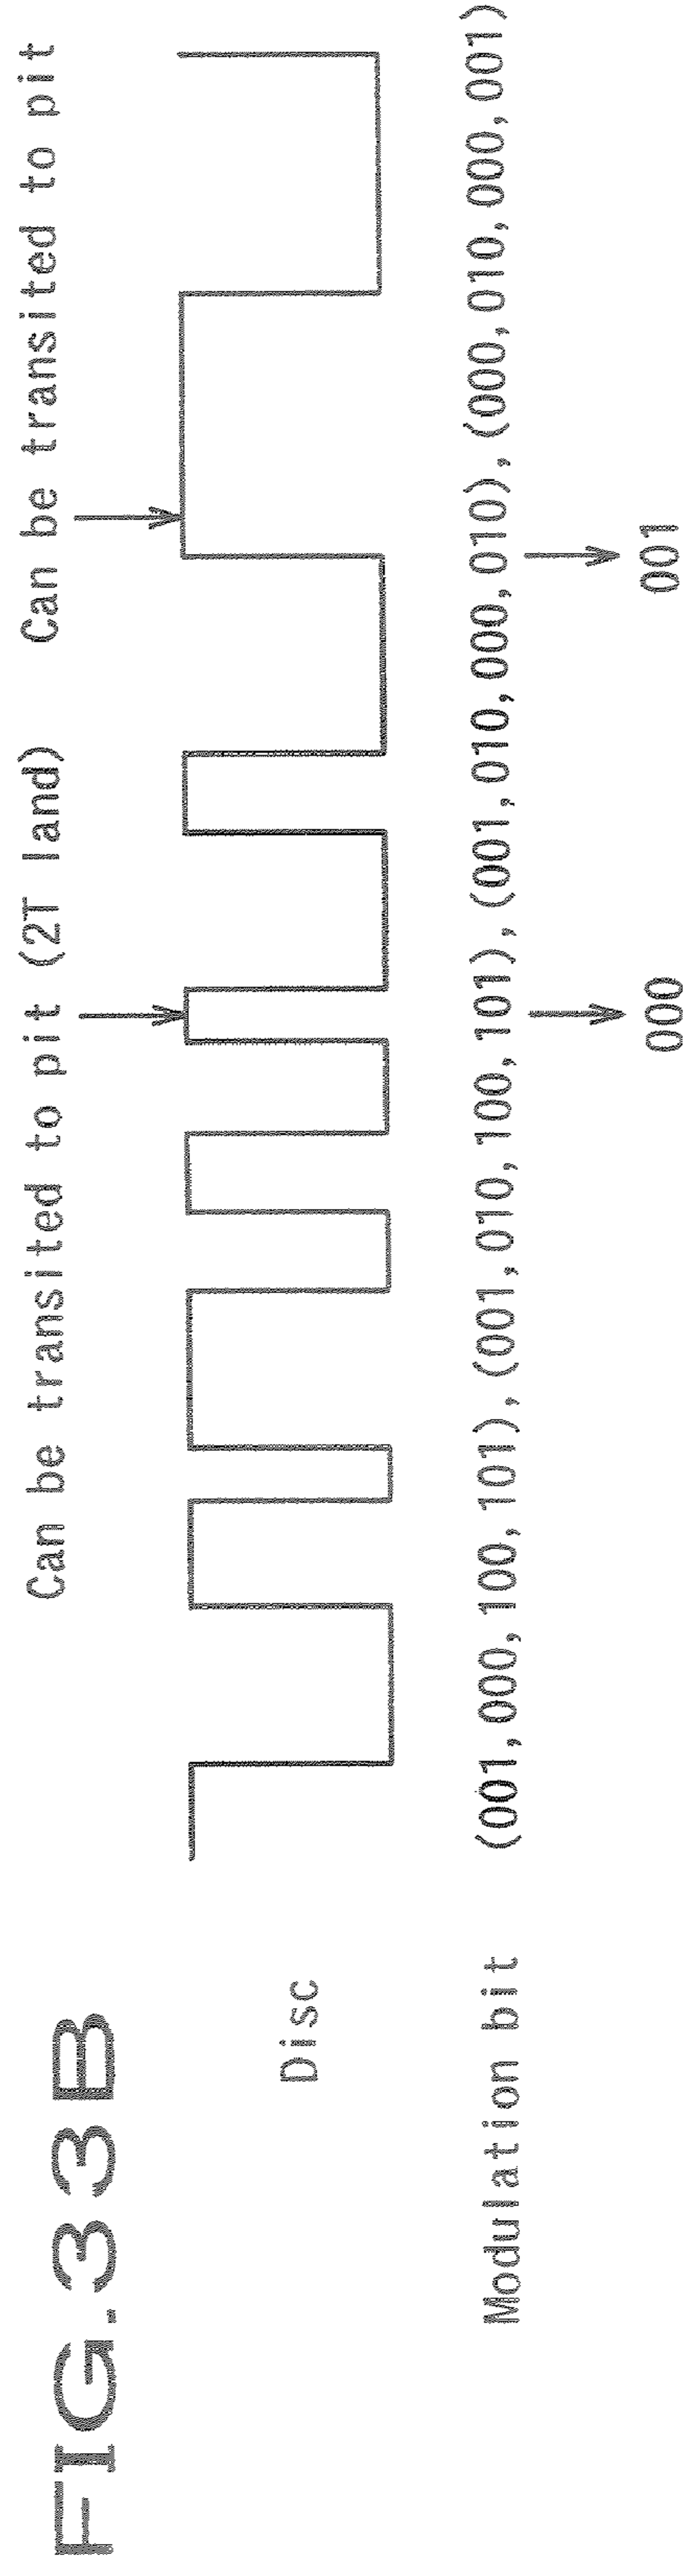 FIG.33B
Can be transited to pit (2T land) Can be transited to pit
Disc
Modulation bit (001,000,100,101),(001,010,100,101),(001,010,000,010),(000,010,000,001)
000 001